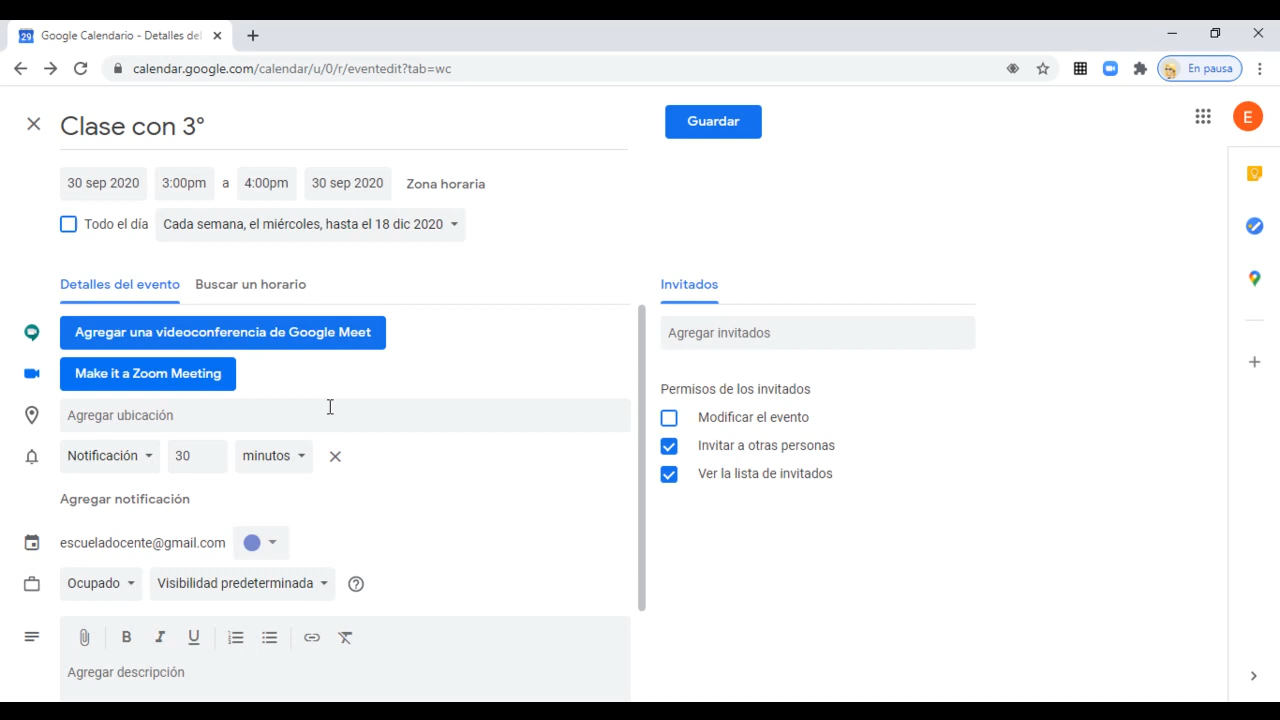 29 Google Calendario - Detalles del
calendar.google.com/calendar/u/0/r/eventedit?tab=wc
En pausa
Clase con 3°
Guardar
E
30 sep 2020 3:00pm a 4:00pm 30 sep 2020 Zona horaria
Todo el día Cada semana, el miércoles, hasta el 18 dic 2020
Detalles del evento Buscar un horario
Invitados
Agregar una videoconferencia de Google Meet
Agregar invitados
Make it a Zoom Meeting
Permisos de los invitados
Agregar ubicación
Modificar el evento
Invitar a otras personas
Notificación 30 minutos
Ver la lista de invitados
Agregar notificación
escueladocente@gmail.com
Ocupado Visibilidad predeterminada
B I U
Agregar descripción